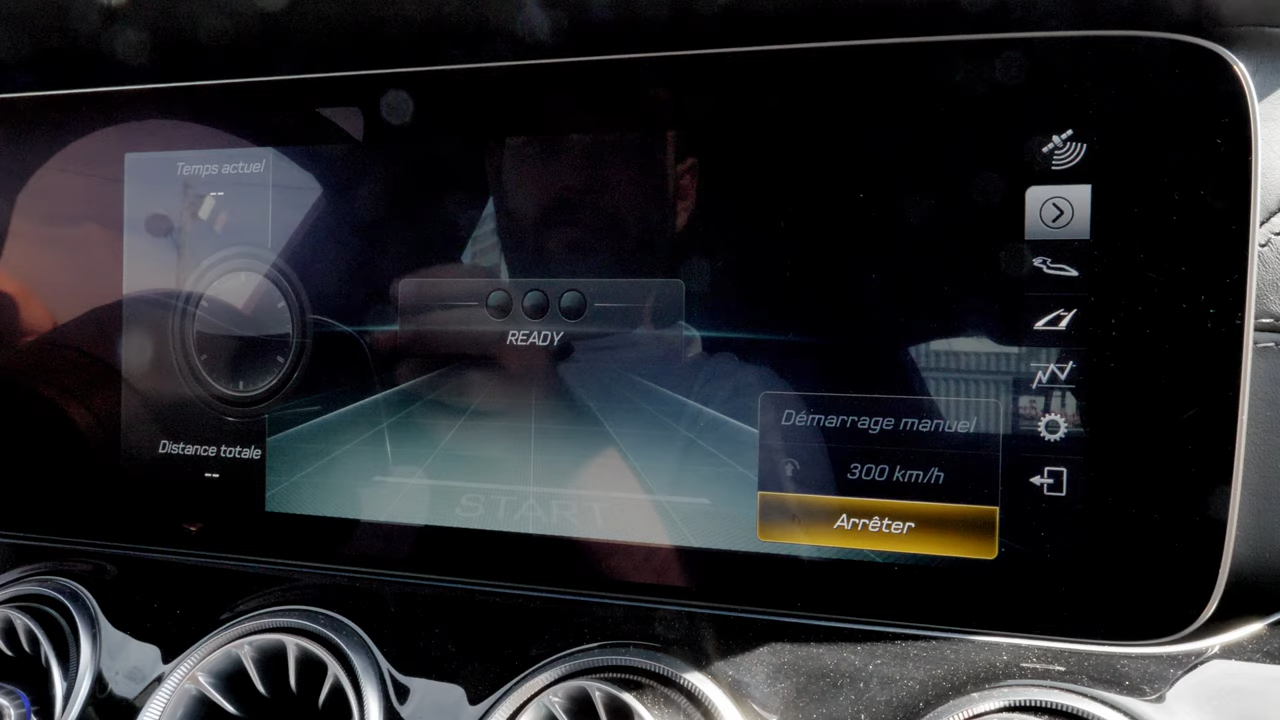 Temps actuel
--
READY
Distance totale
--
START
Démarrage manuel
300 km/h
Arrêter